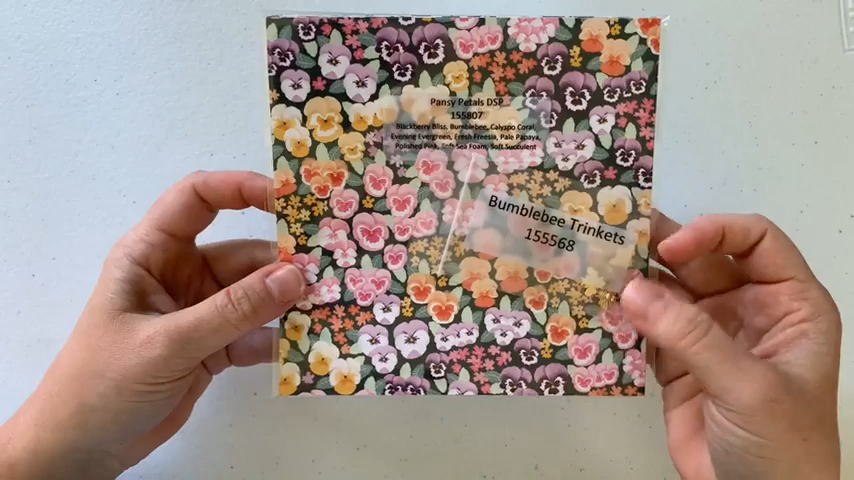 Pansy Petals DSP
155807
Blackberry Bliss, Bumblebee, Calypso Coral,
Evening Evergreen, Fresh Freesia, Pale Papaya,
Polished Pink, Soft Sea Foam, Soft Succulent
Bumblebee Trinkets
155568